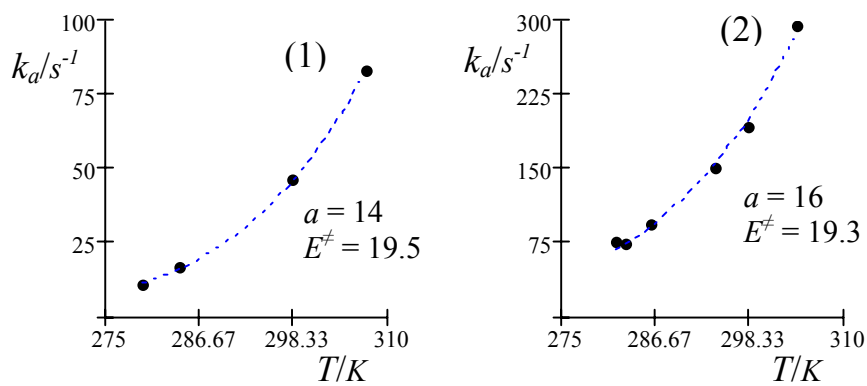 100
k_a/s^-1
(1)
75
50
25
a = 14
E^≠ = 19.5
275 286.67 298.33 310
T/K
300
k_a/s^-1
(2)
225
150
75
a = 16
E^≠ = 19.3
275 286.67 298.33 310
T/K